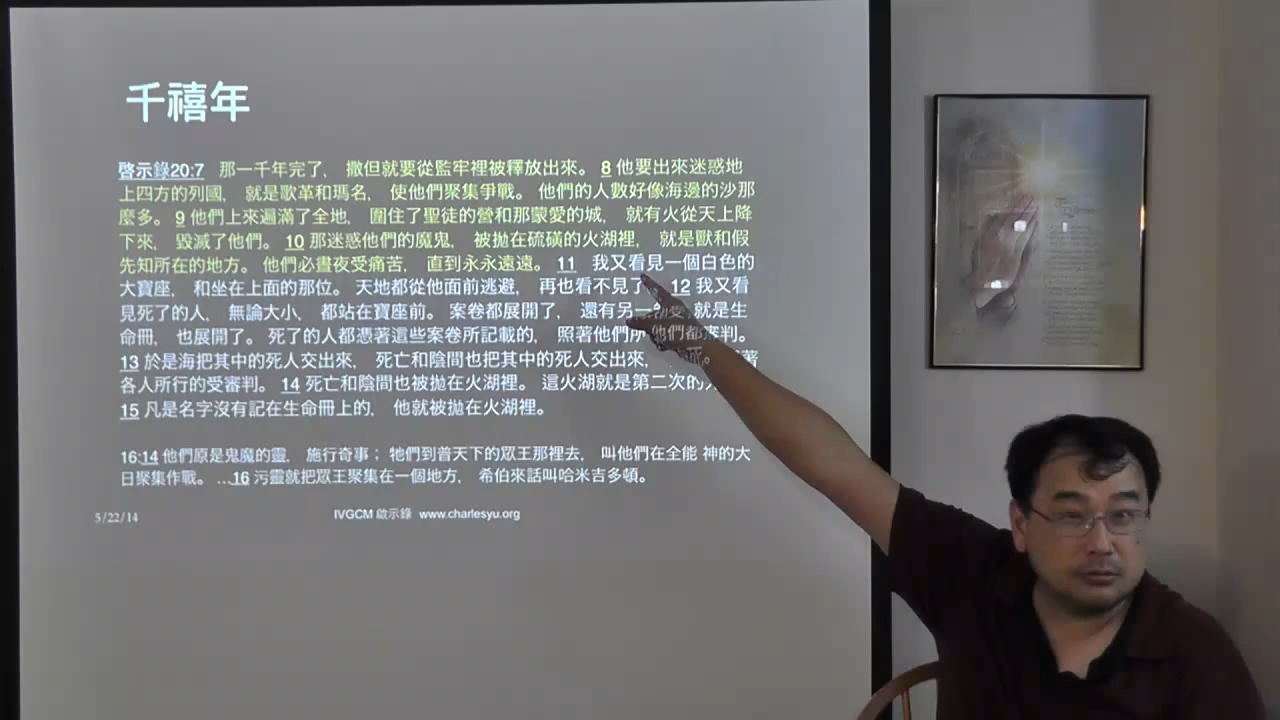 千禧年
啓示錄20:7 那一千年完了， 撒但就要從監牢裡被釋放出來。 8 他要出來迷惑地
上四方的列國， 就是歌革和瑪名， 使他們聚集爭戰。 他們的人數好像海邊的沙那
麼多。 9 他們上來遍滿了全地， 圍住了聖徒的營和那蒙愛的城， 就有火從天上降
下來， 毀滅了他們。 10 那迷惑他們的魔鬼， 被拋在硫磺的火湖裡， 就是獸和假
先知所在的地方。 他們必晝夜受痛苦， 直到永永遠遠。 11 我又看見一個白色的
大寶座， 和坐在上面的那位。 天地都從他面前逃避， 再也看不見了 12 我又看
見死了的人， 無論大小， 都站在寶座前。 案卷都展開了， 還有另一 就是生
命冊， 也展開了。 死了的人都憑著這些案卷所記載的， 照著他們所 他們都 審判。
13 於是海把其中的死人交出來， 死亡和陰間也把其中的死人交出來， 著
各人所行的受審判。 14 死亡和陰間也被拋在火湖裡。 這火湖就是第二次的
15 凡是名字沒有記在生命冊上的， 他就被拋在火湖裡。
16:14 他們原是鬼魔的靈， 施行奇事； 牠們到普天下的眾王那裡去， 叫他們在全能 神的大
日聚集作戰。 …16 污靈就把眾王聚集在一個地方， 希伯來話叫哈米吉多頓。
5/22/14 IVGCM 啟示錄 www.charlesyu.org